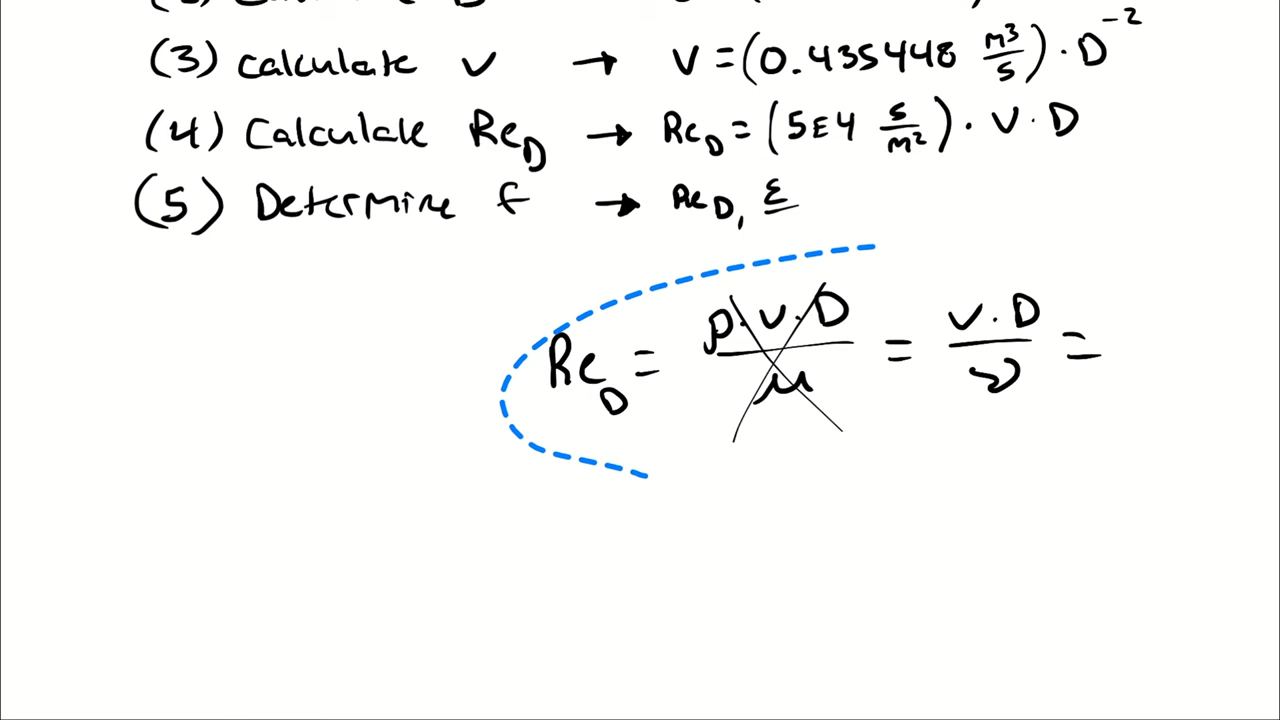 (3) Calculate v → V = (0.435448 m³/s) · D⁻²
(4) Calculate Re_D → Re_D = (5E4 s/m²) · V · D
(5) Determine f → Re_D, ε
Re_D = ρ · V · D / μ = V · D / ν =